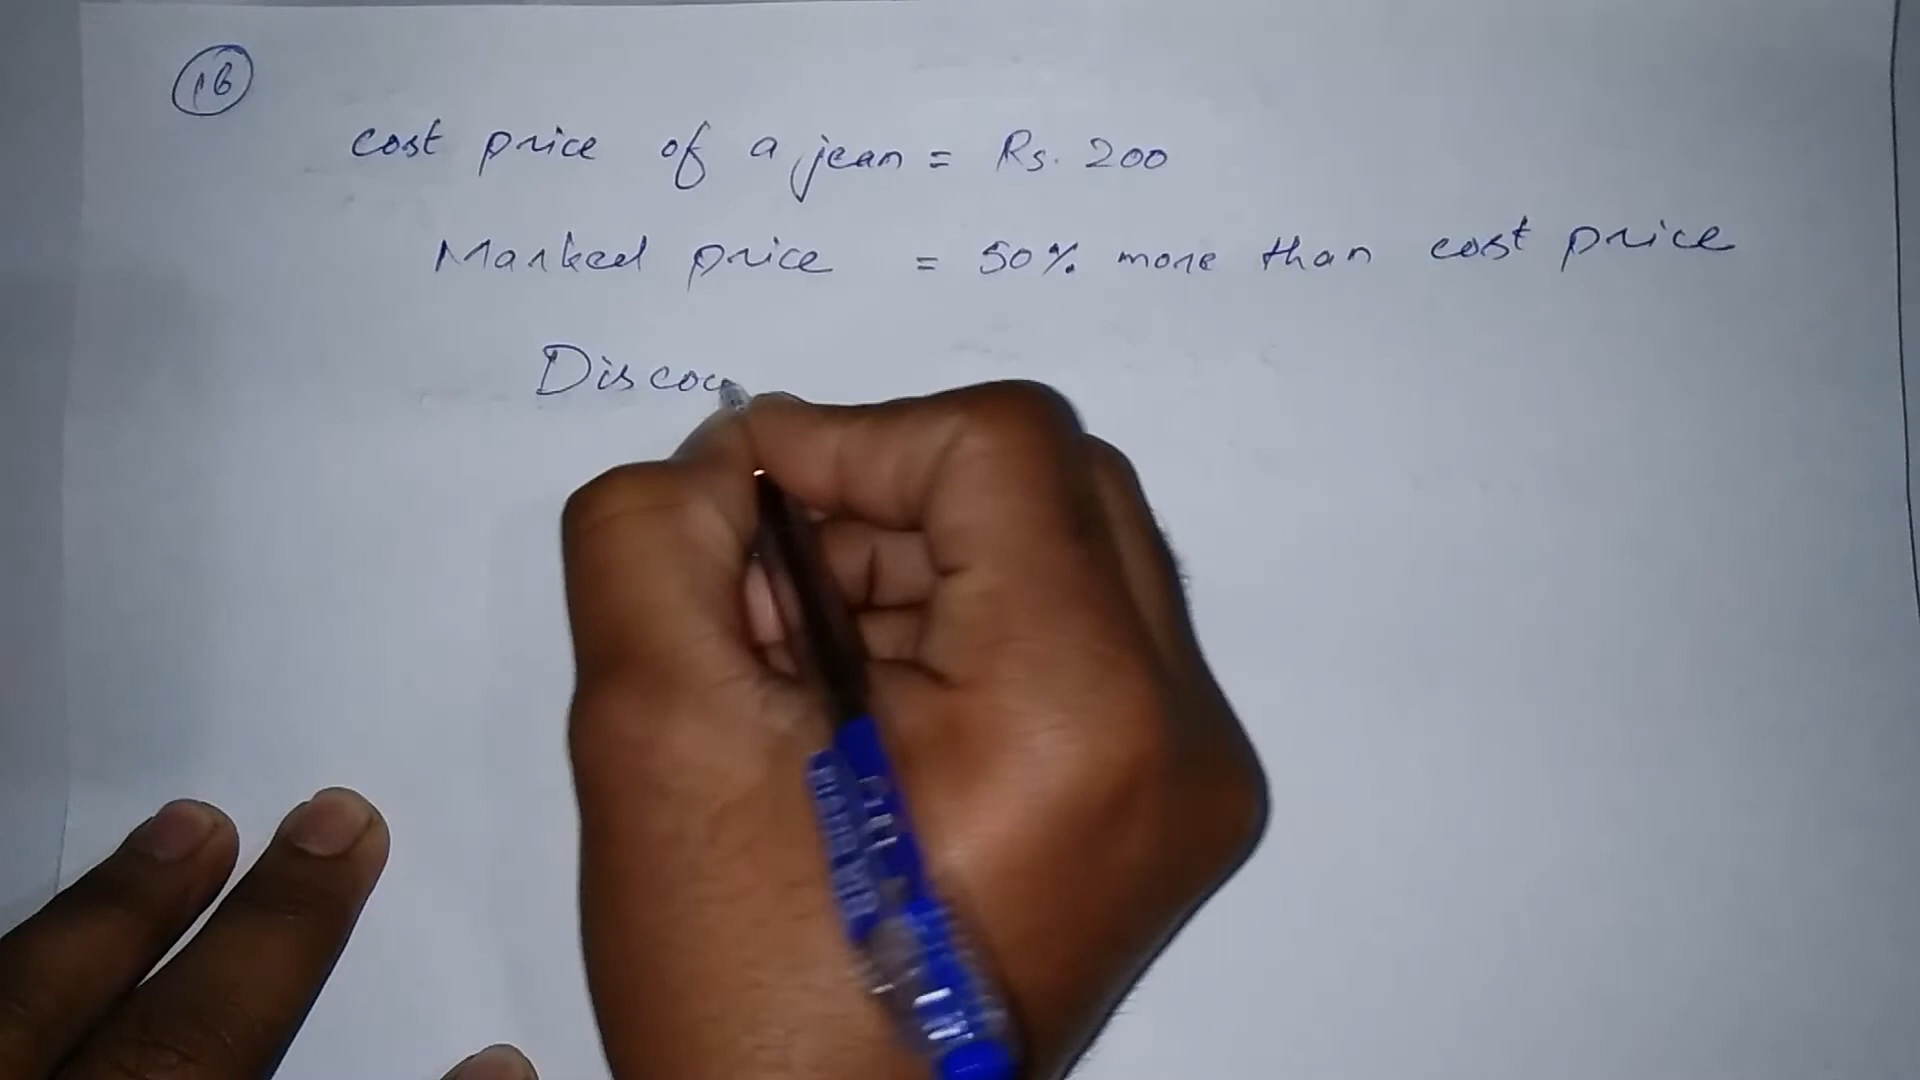 16
cost price of a jean = Rs. 200
Marked price = 50% more than cost price
Discou